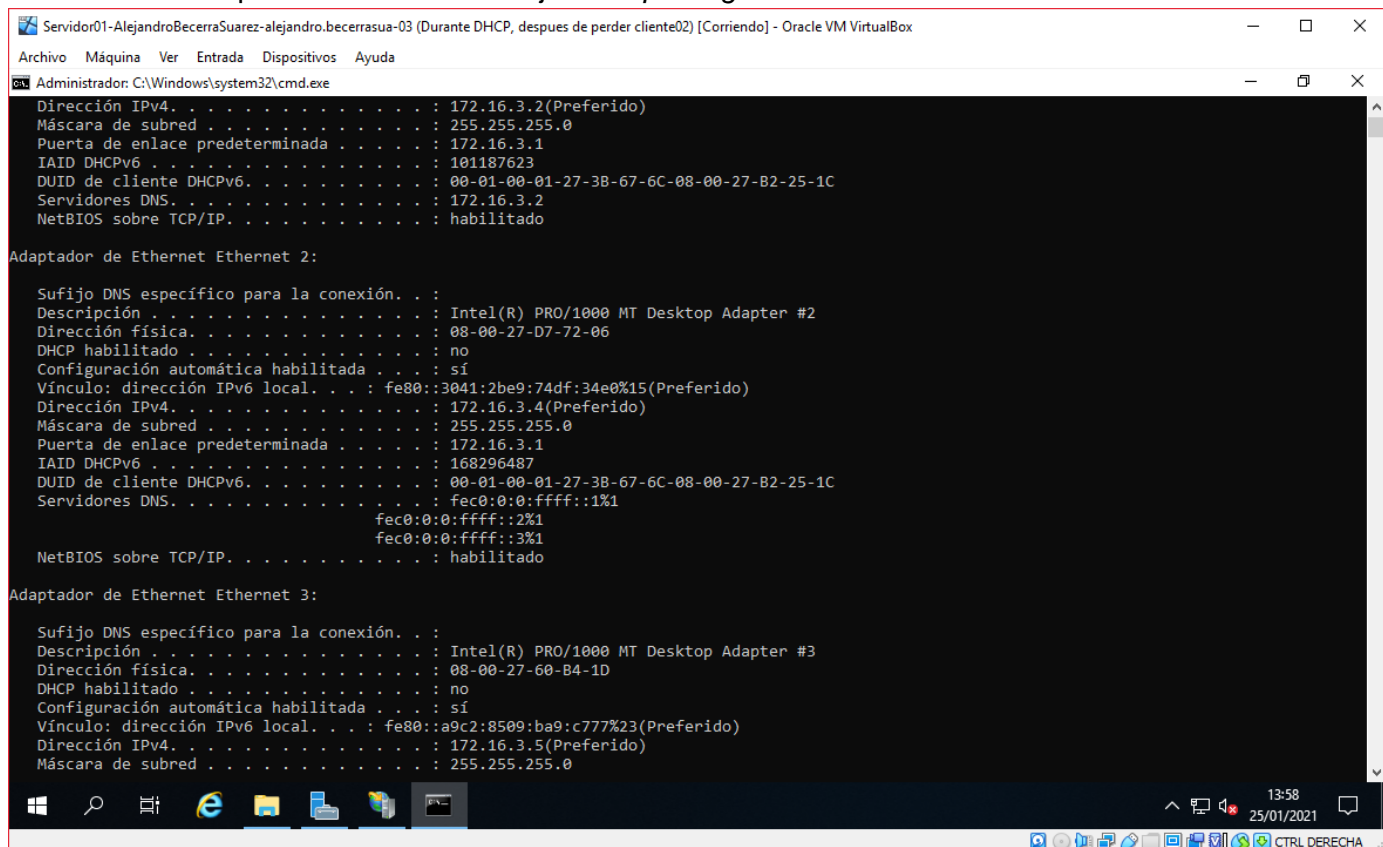 Servidor01-AlejandroBecerraSuarez-alejandro.becerrasua-03 (Durante DHCP, despues de perder cliente02) [Corriendo] - Oracle VM VirtualBox
Archivo Máquina Ver Entrada Dispositivos Ayuda
Administrador: C:\Windows\system32\cmd.exe
Dirección IPv4. . . . . . . . . . . . . . : 172.16.3.2(Preferido)
Máscara de subred . . . . . . . . . . . . : 255.255.255.0
Puerta de enlace predeterminada . . . . . : 172.16.3.1
IAID DHCPv6 . . . . . . . . . . . . . . . : 101187623
DUID de cliente DHCPv6. . . . . . . . . . : 00-01-00-01-27-3B-67-6C-08-00-27-B2-25-1C
Servidores DNS. . . . . . . . . . . . . . : 172.16.3.2
NetBIOS sobre TCP/IP. . . . . . . . . . . : habilitado
Adaptador de Ethernet Ethernet 2:
Sufijo DNS específico para la conexión. . :
Descripción . . . . . . . . . . . . . . . : Intel(R) PRO/1000 MT Desktop Adapter #2
Dirección física. . . . . . . . . . . . . : 08-00-27-D7-72-06
DHCP habilitado . . . . . . . . . . . . . : no
Configuración automática habilitada . . . : sí
Vínculo: dirección IPv6 local. . . : fe80::3041:2be9:74df:34e0%15(Preferido)
Dirección IPv4. . . . . . . . . . . . . . : 172.16.3.4(Preferido)
Máscara de subred . . . . . . . . . . . . : 255.255.255.0
Puerta de enlace predeterminada . . . . . : 172.16.3.1
IAID DHCPv6 . . . . . . . . . . . . . . . : 168296487
DUID de cliente DHCPv6. . . . . . . . . . : 00-01-00-01-27-3B-67-6C-08-00-27-B2-25-1C
Servidores DNS. . . . . . . . . . . . . . : fec0:0:0:ffff::1%1
fec0:0:0:ffff::2%1
fec0:0:0:ffff::3%1
NetBIOS sobre TCP/IP. . . . . . . . . . . : habilitado
Adaptador de Ethernet Ethernet 3:
Sufijo DNS específico para la conexión. . :
Descripción . . . . . . . . . . . . . . . : Intel(R) PRO/1000 MT Desktop Adapter #3
Dirección física. . . . . . . . . . . . . : 08-00-27-60-B4-1D
DHCP habilitado . . . . . . . . . . . . . : no
Configuración automática habilitada . . . : sí
Vínculo: dirección IPv6 local. . . : fe80::a9c2:8509:ba9:c777%23(Preferido)
Dirección IPv4. . . . . . . . . . . . . . : 172.16.3.5(Preferido)
Máscara de subred . . . . . . . . . . . . : 255.255.255.0
13:58
25/01/2021
CTRL DERECHA